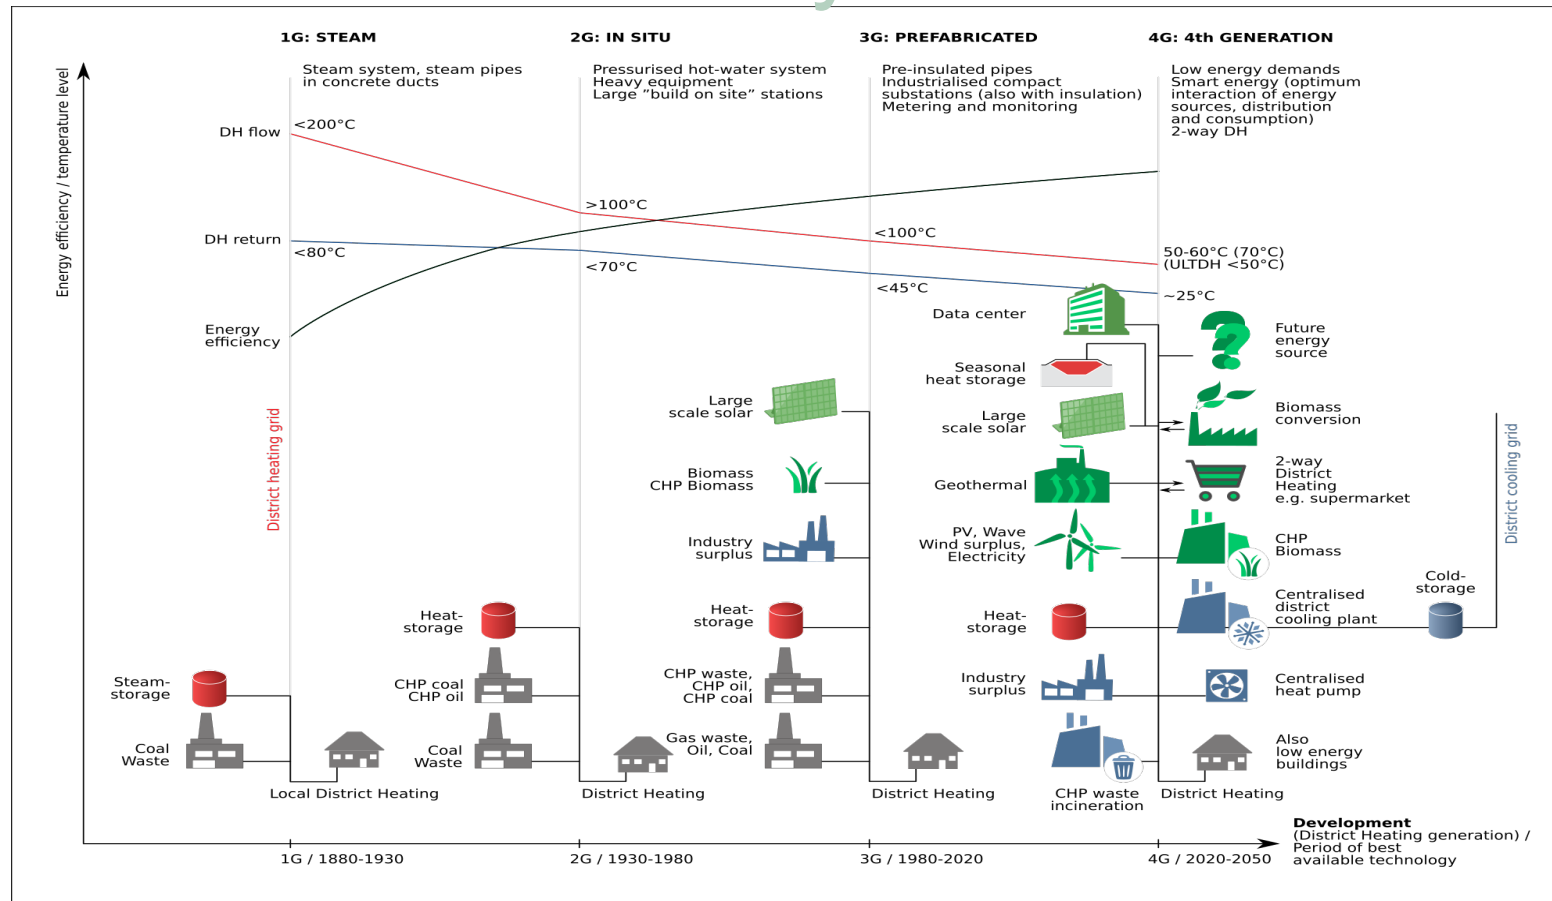 1G: STEAM
Steam system, steam pipes
in concrete ducts
2G: IN SITU
Pressurised hot-water system
Heavy equipment
Large ”build on site” stations
3G: PREFABRICATED
Pre-insulated pipes
Industrialised compact
substations (also with insulation)
Metering and monitoring
4G: 4th GENERATION
Low energy demands
Smart energy (optimum
interaction of energy
sources, distribution
and consumption)
2-way DH
Energy efficiency / temperature level
DH flow
<200°C
>100°C
<100°C
50-60°C (70°C)
(ULTDH <50°C)
DH return
<80°C
<70°C
<45°C
~25°C
Energy
efficiency
District heating grid
Steam-
storage
Coal
Waste
Local District Heating
Heat-
storage
CHP coal
CHP oil
Coal
Waste
District Heating
Large
scale solar
Biomass
CHP Biomass
Industry
surplus
Heat-
storage
CHP waste,
CHP oil,
CHP coal
Gas waste,
Oil, Coal
District Heating
Data center
Seasonal
heat storage
Large
scale solar
Geothermal
PV, Wave
Wind surplus,
Electricity
Heat-
storage
Industry
surplus
CHP waste
incineration
Future
energy
source
Biomass
conversion
2-way
District
Heating
e.g. supermarket
CHP
Biomass
Centralised
district
cooling plant
Cold-
storage
District cooling grid
Centralised
heat pump
Also
low energy
buildings
District Heating
Development
(District Heating generation) /
Period of best
available technology
1G / 1880-1930
2G / 1930-1980
3G / 1980-2020
4G / 2020-2050